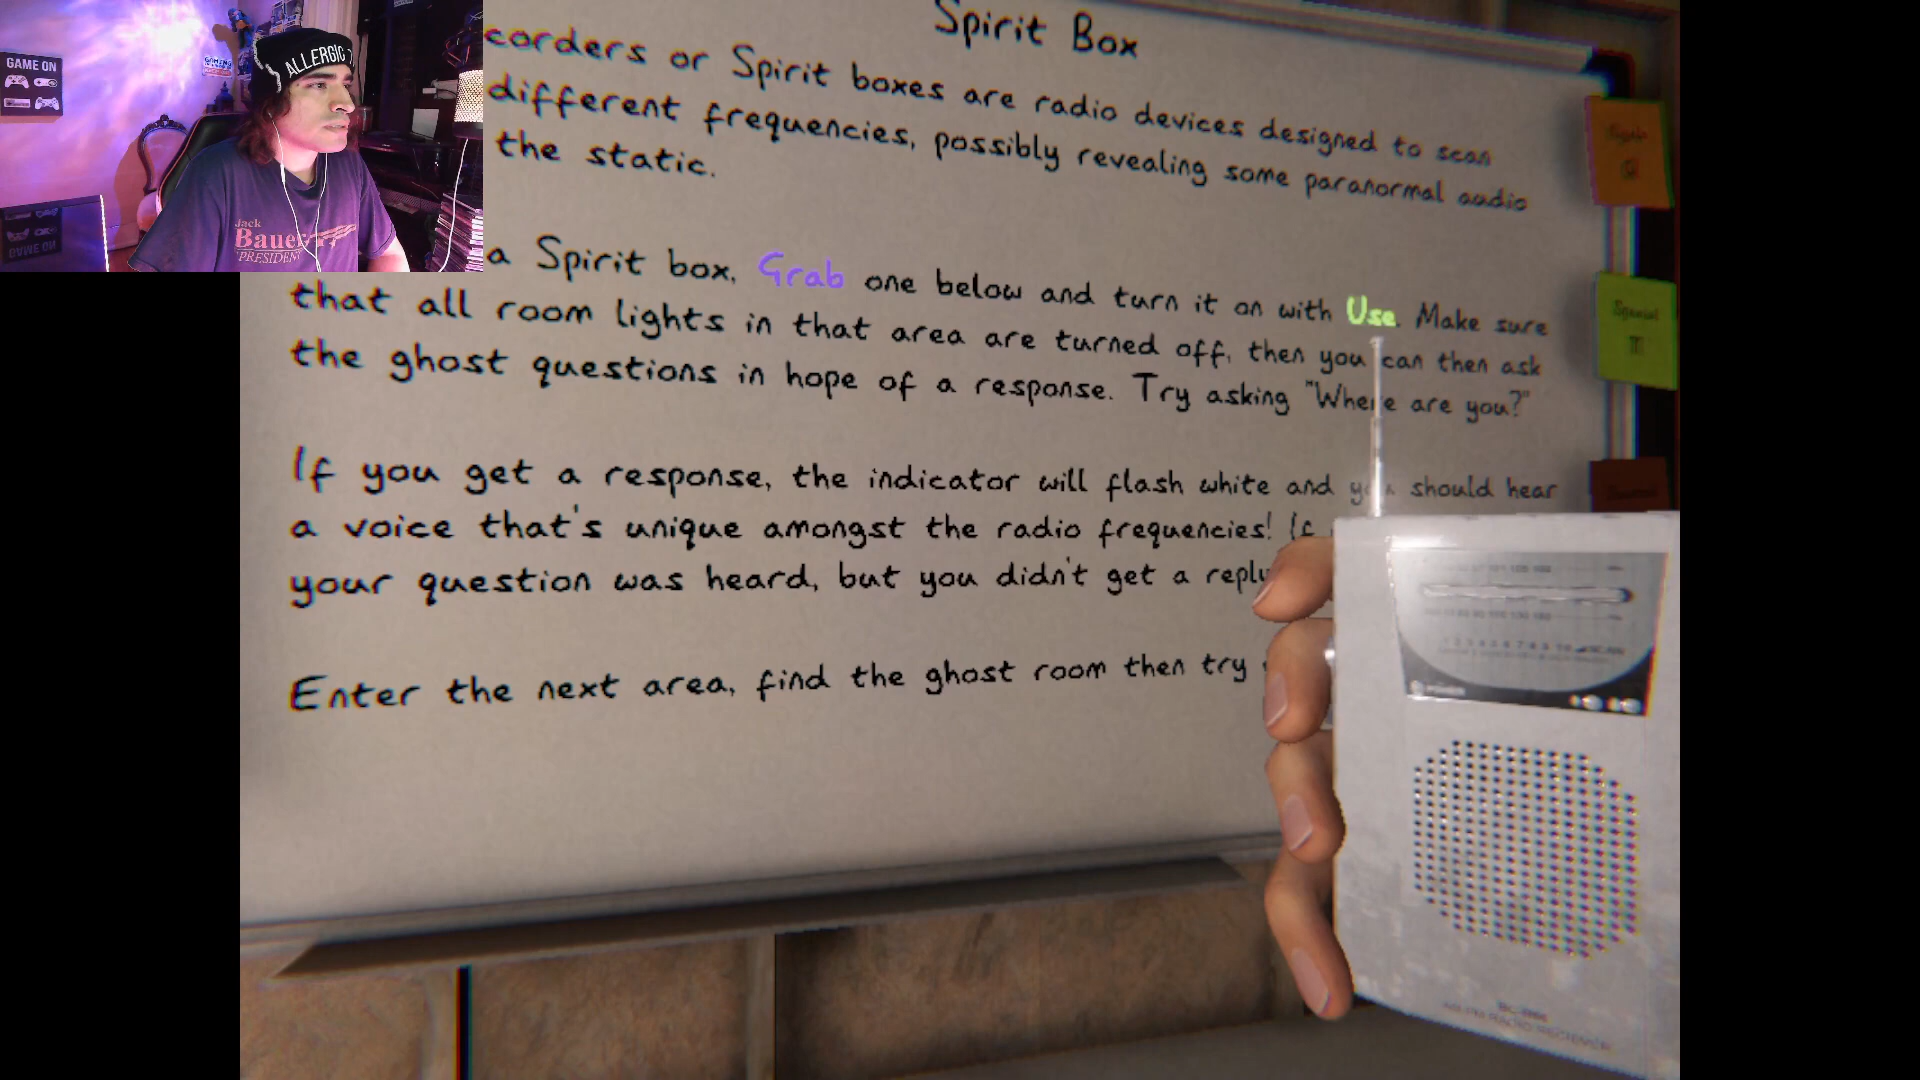 GAME ON
ALLERGIC
Jack
Bauer
PRESIDENT
Spirit Box
corders or Spirit boxes are radio devices designed to scan
different frequencies, possibly revealing some paranormal audio
the static.
a Spirit box, Grab one below and turn it on with Use. Make sure
that all room lights in that area are turned off, then you can then ask
the ghost questions in hope of a response. Try asking "Where are you?"
If you get a response, the indicator will flash white and you should hear
a voice that's unique amongst the radio frequencies! If
your question was heard, but you didn't get a reply
Enter the next area, find the ghost room then try